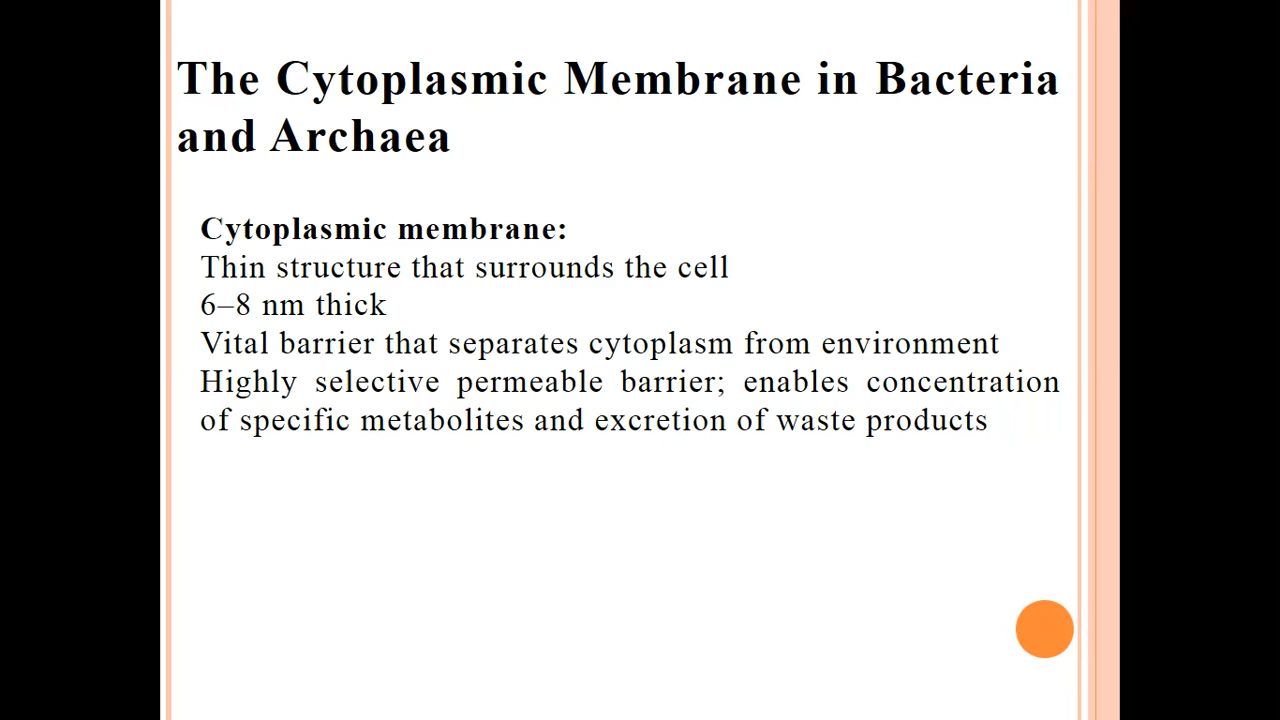 The Cytoplasmic Membrane in Bacteria
and Archaea
Cytoplasmic membrane:
Thin structure that surrounds the cell
6–8 nm thick
Vital barrier that separates cytoplasm from environment
Highly selective permeable barrier; enables concentration
of specific metabolites and excretion of waste products